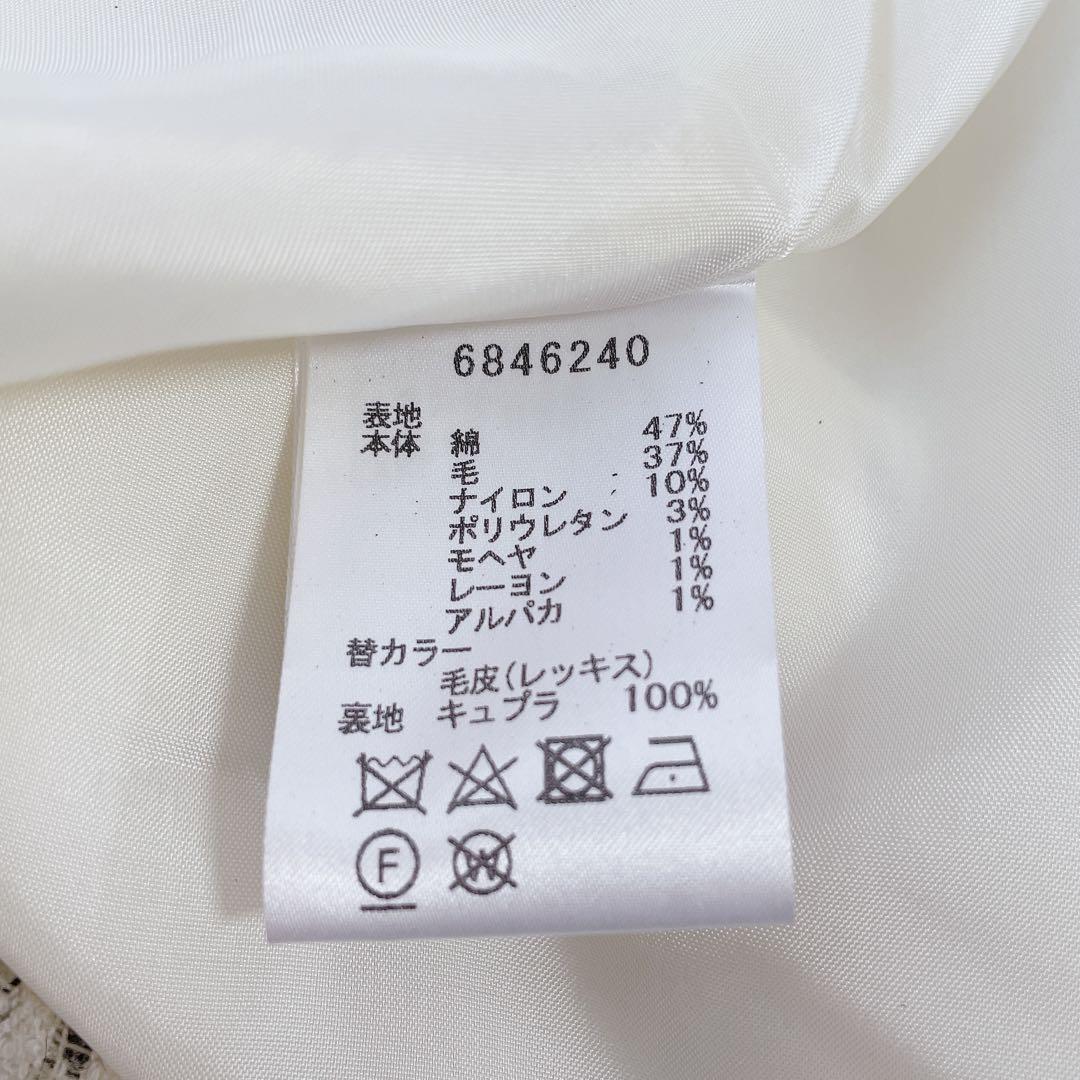 6846240
表地
本体 綿 47%
毛 37%
ナイロン 10%
ポリウレタン 3%
モヘヤ 1%
レーヨン 1%
アルパカ 1%
替カラー
毛皮(レッキス)
裏地 キュプラ 100%
F W